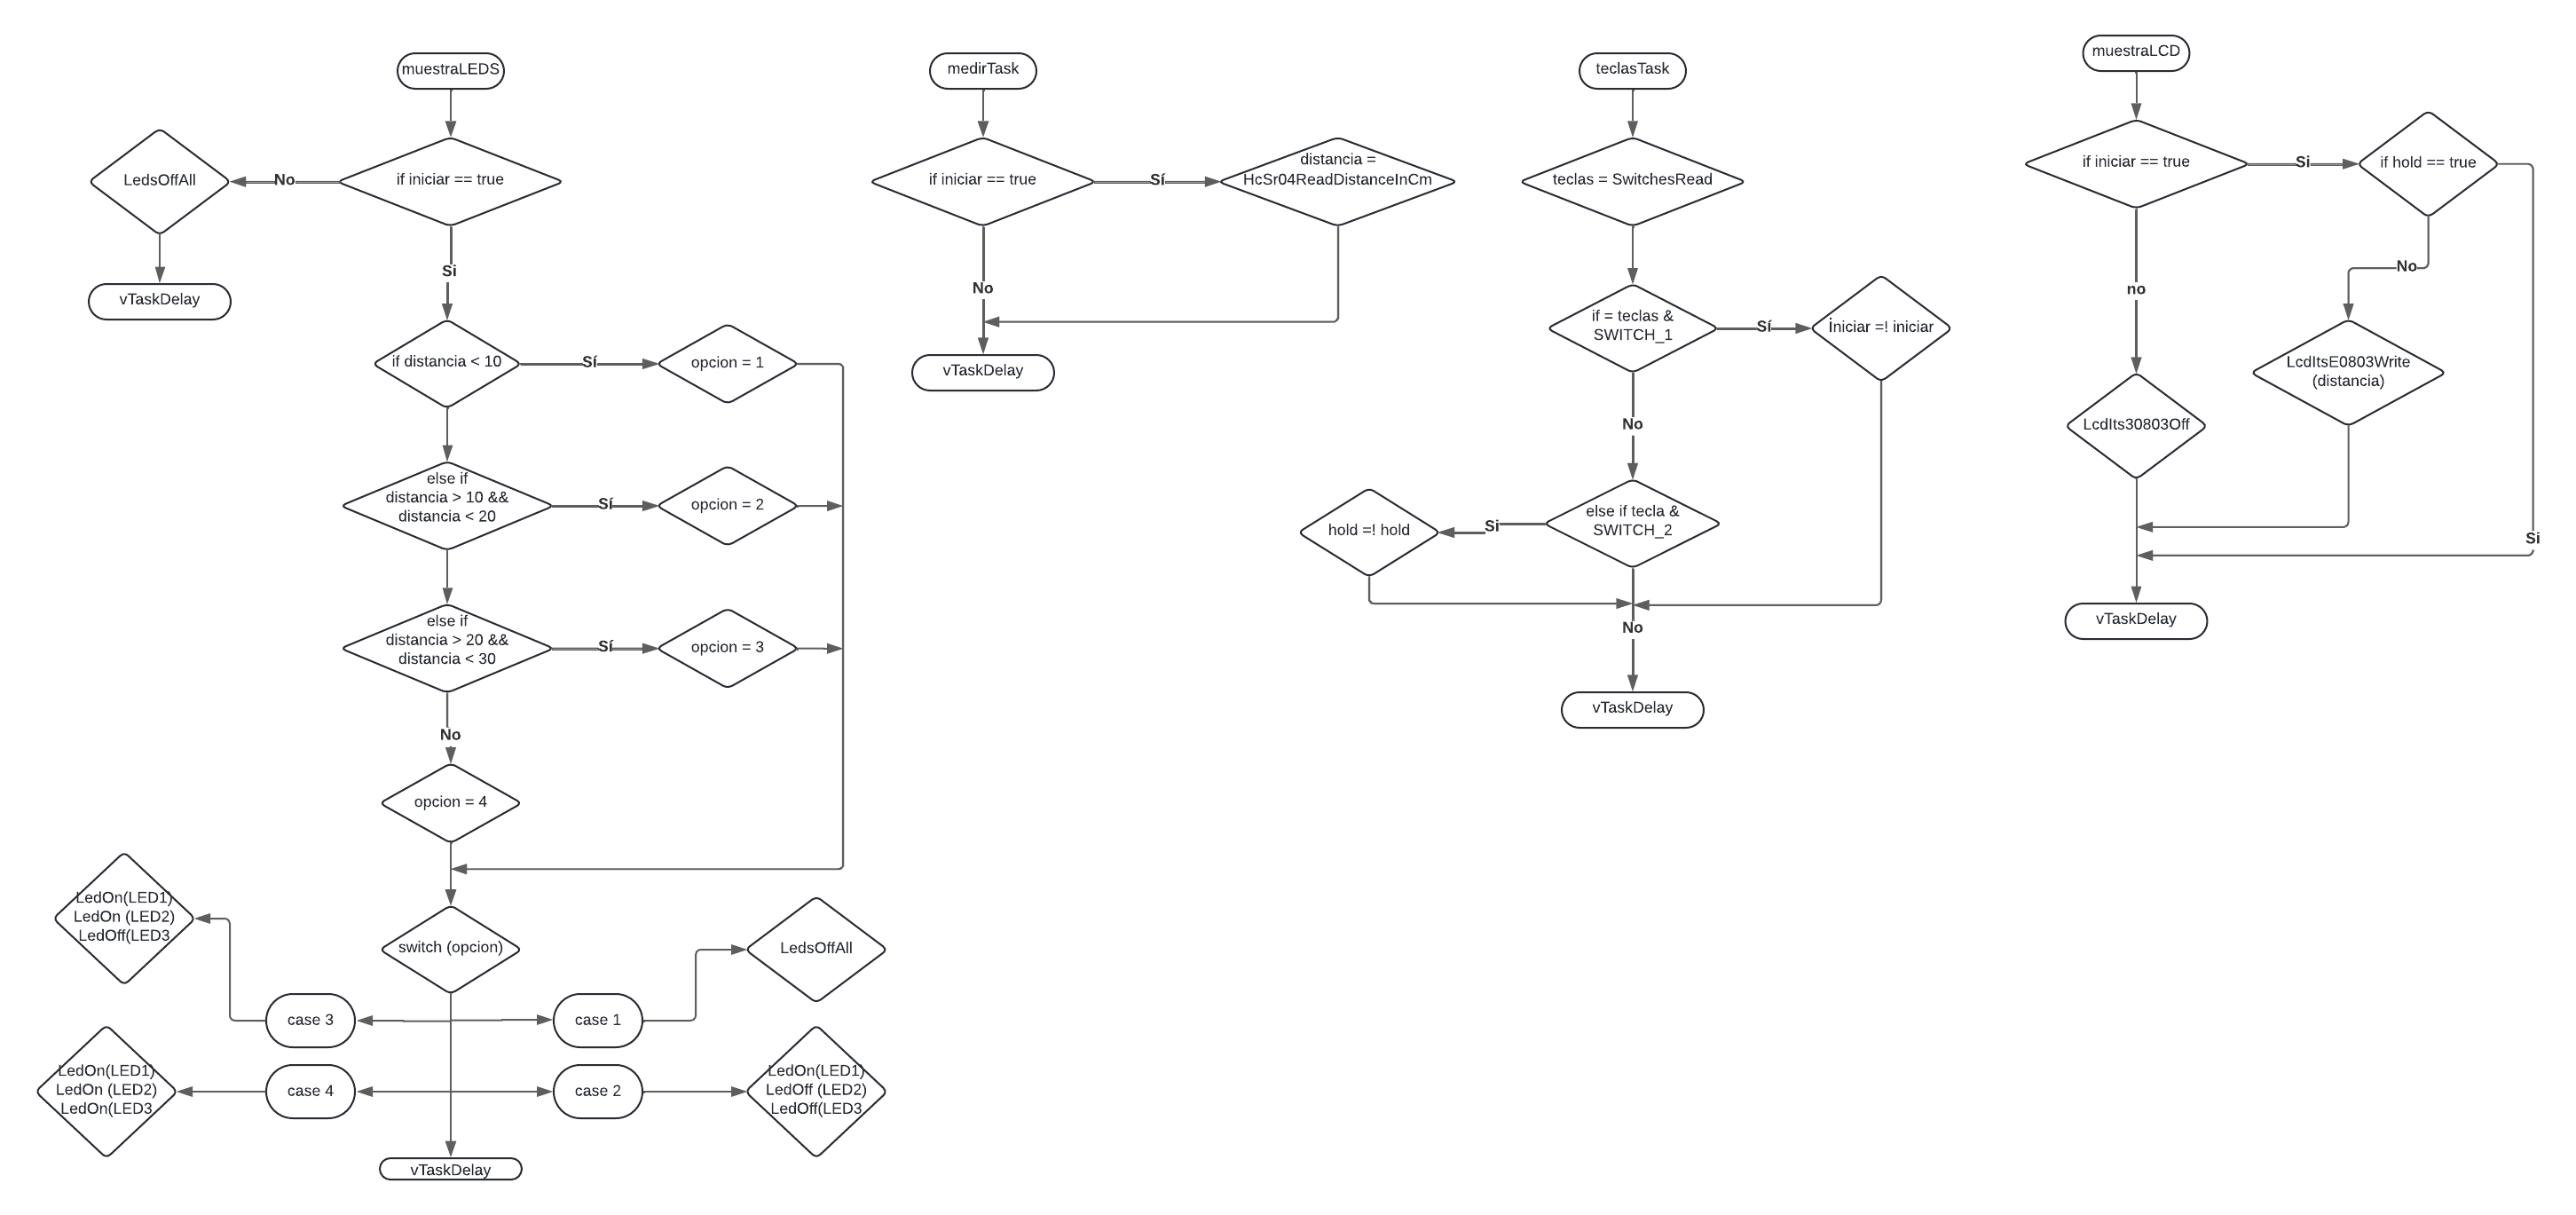 muestraLEDS
if iniciar == true
No
LedsOffAll
vTaskDelay
Si
if distancia < 10
Sí
opcion = 1
else if
distancia > 10 &&
distancia < 20
Sí
opcion = 2
else if
distancia > 20 &&
distancia < 30
Sí
opcion = 3
No
opcion = 4
switch (opcion)
LedOn(LED1)
LedOn (LED2)
LedOff(LED3
case 3
case 1
LedsOffAll
LedOn(LED1)
LedOn (LED2)
LedOn(LED3
case 4
case 2
LedOn(LED1)
LedOff (LED2)
LedOff(LED3
vTaskDelay
medirTask
if iniciar == true
Sí
distancia =
HcSr04ReadDistanceInCm
No
vTaskDelay
teclasTask
teclas = SwitchesRead
if = teclas &
SWITCH_1
Sí
İniciar =! iniciar
No
else if tecla &
SWITCH_2
Si
hold =! hold
No
vTaskDelay
muestraLCD
if iniciar == true
Si
if hold == true
no
No
LcdItsE0803Write
(distancia)
LcdIts30803Off
Si
vTaskDelay